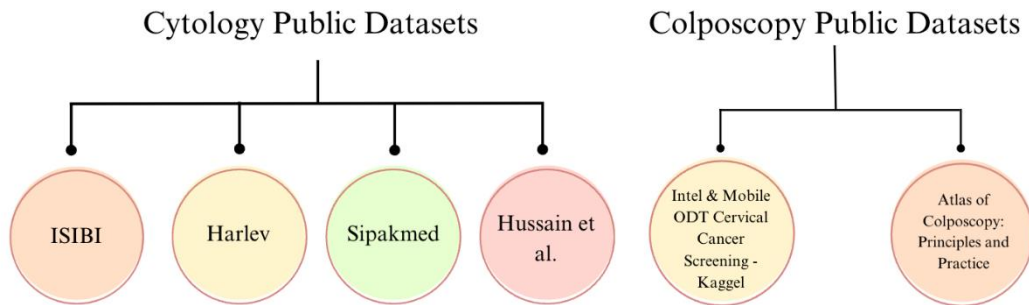 Cytology Public Datasets
Colposcopy Public Datasets
ISIBI
Harlev
Sipakmed
Hussain et
al.
Intel & Mobile
ODT Cervical
Cancer
Screening -
Kaggel
Atlas of
Colposcopy:
Principles and
Practice